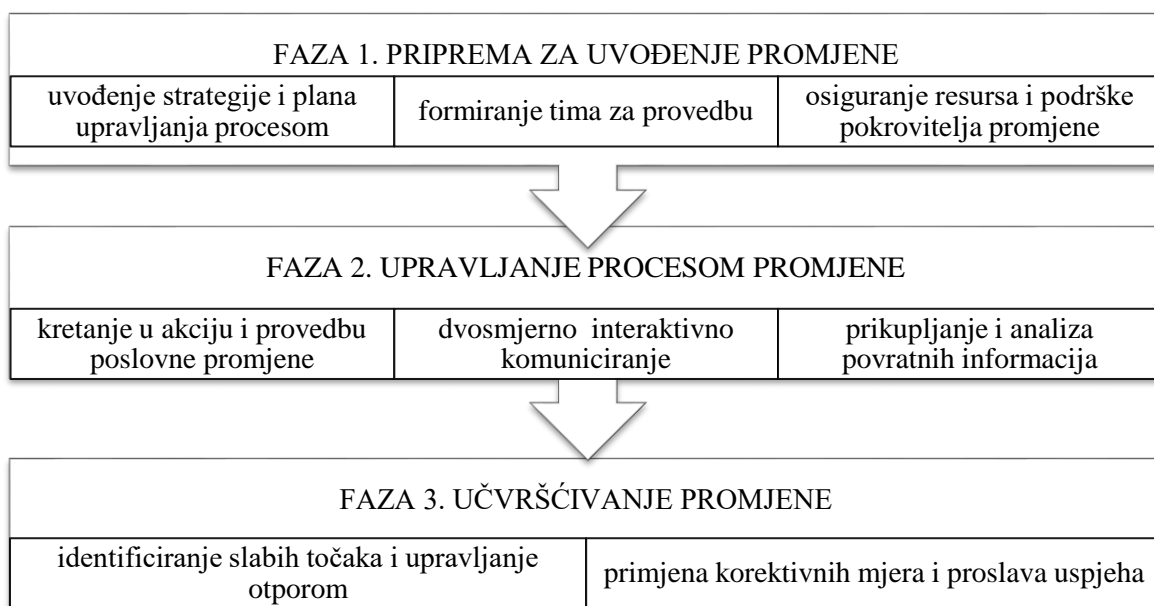 FAZA 1. PRIPREMA ZA UVOĐENJE PROMJENE
uvođenje strategije i plana
upravljanja procesom
formiranje tima za provedbu
osiguranje resursa i podrške
pokrovitelja promjene
FAZA 2. UPRAVLJANJE PROCESOM PROMJENE
kretanje u akciju i provedbu
poslovne promjene
dvosmjerno interaktivno
komuniciranje
prikupljanje i analiza
povratnih informacija
FAZA 3. UČVRŠĆIVANJE PROMJENE
identificiranje slabih točaka i upravljanje
otporom
primjena korektivnih mjera i proslava uspjeha